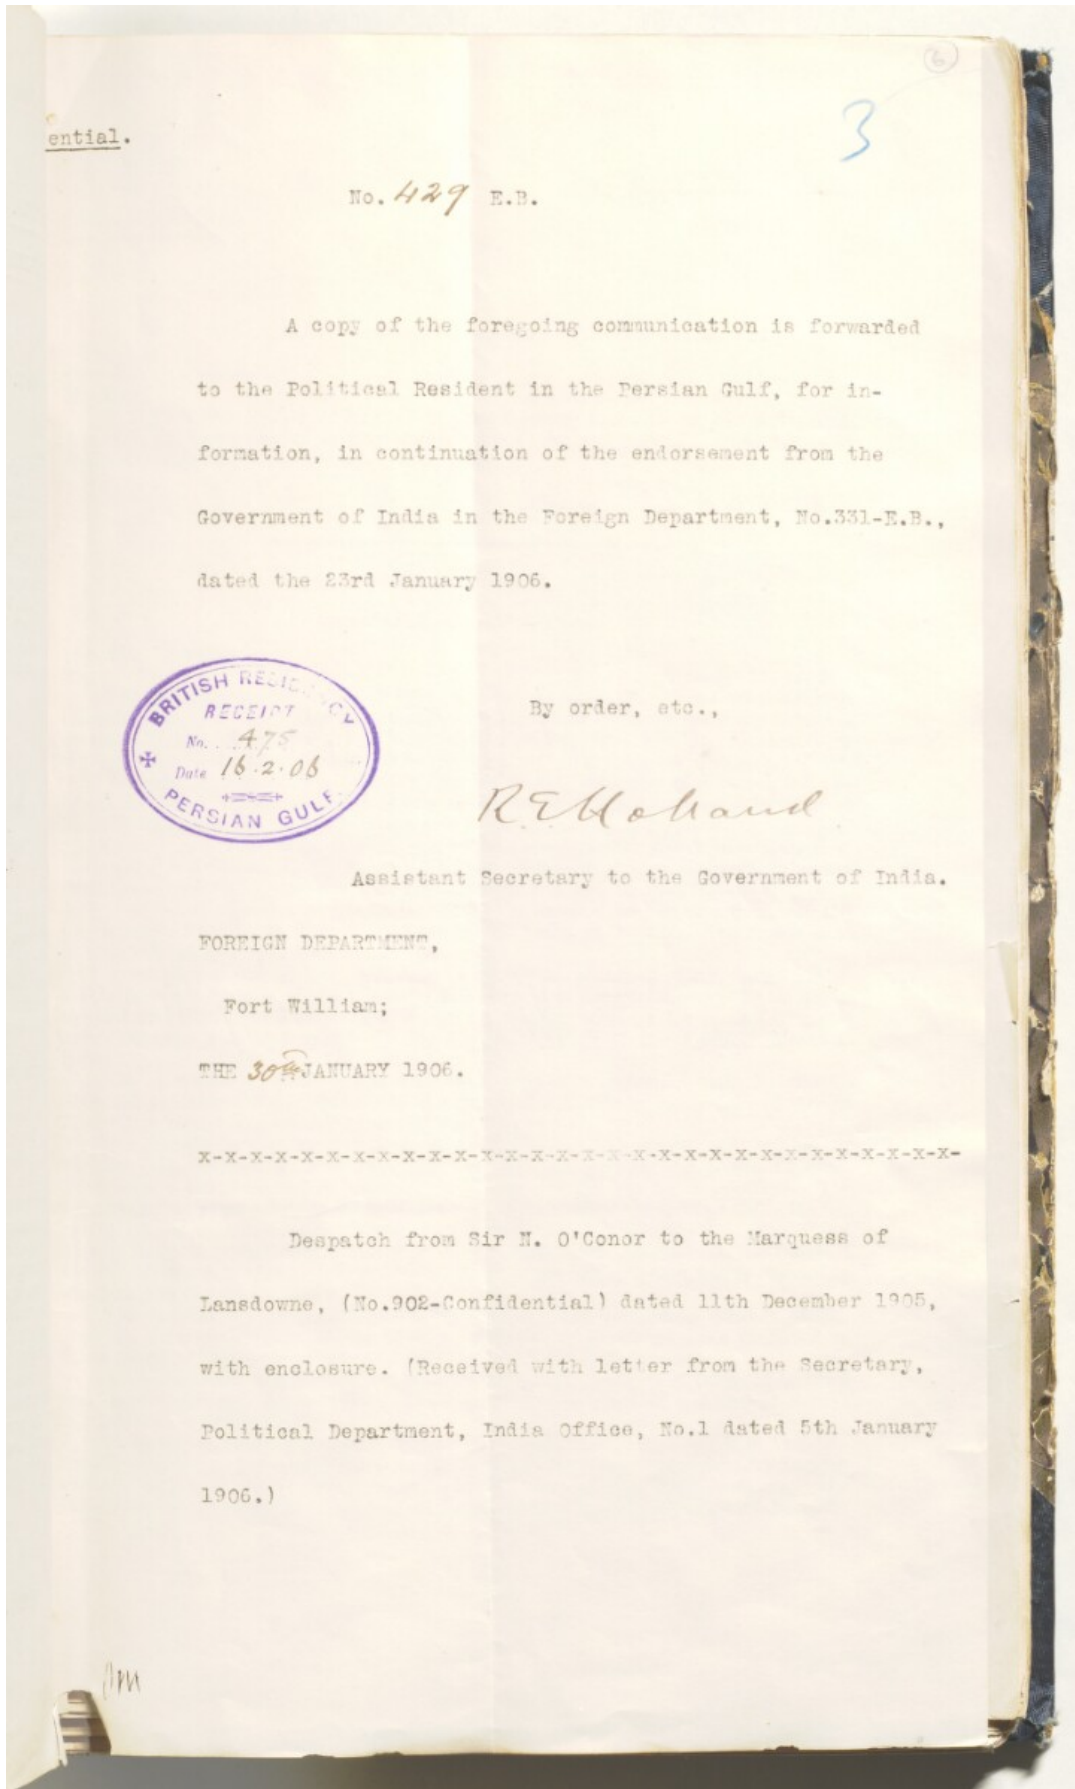 6
3
ential.
No. 429 E.B.
A copy of the foregoing communication is forwarded
to the Political Resident in the Persian Gulf, for in-
formation, in continuation of the endorsement from the
Government of India in the Foreign Department, No.331-E.B.,
dated the 23rd January 1906.
BRITISH RESIDENCY
RECEIPT
No. 475
Date 16.2.06
PERSIAN GULF.
By order, etc.,
R.E. Holland
Assistant Secretary to the Government of India.
FOREIGN DEPARTMENT,
Fort William;
THE 30th JANUARY 1906.
x-x-x-x-x-x-x-x-x-x-x-x-x-x-x-x-x-x-x-x-x-x-x-x-x-x-x-x-x-x-
Despatch from Sir N. O'Conor to the Marquess of
Lansdowne, (No.902-Confidential) dated 11th December 1905,
with enclosure. (Received with letter from the Secretary,
Political Department, India Office, No.1 dated 5th January
1906.)